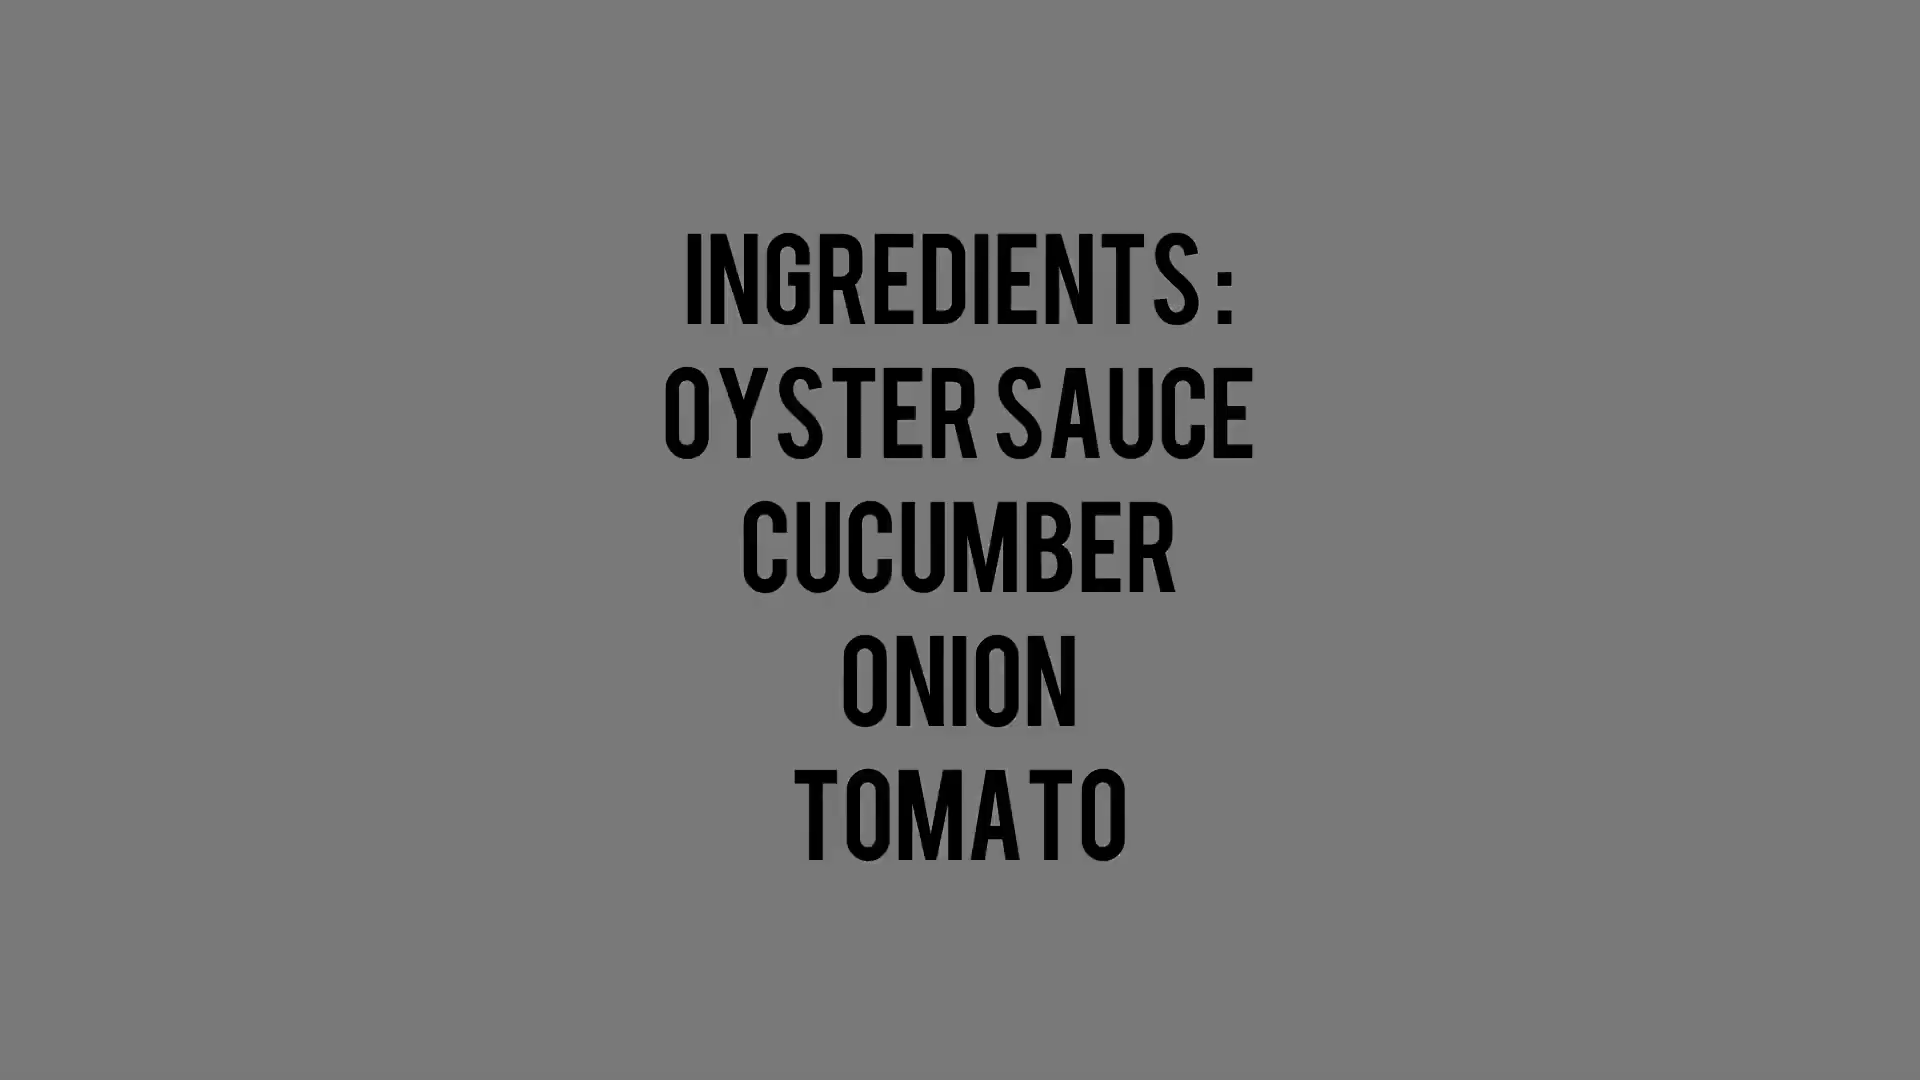 INGREDIENTS :
OYSTER SAUCE
CUCUMBER
ONION
TOMATO